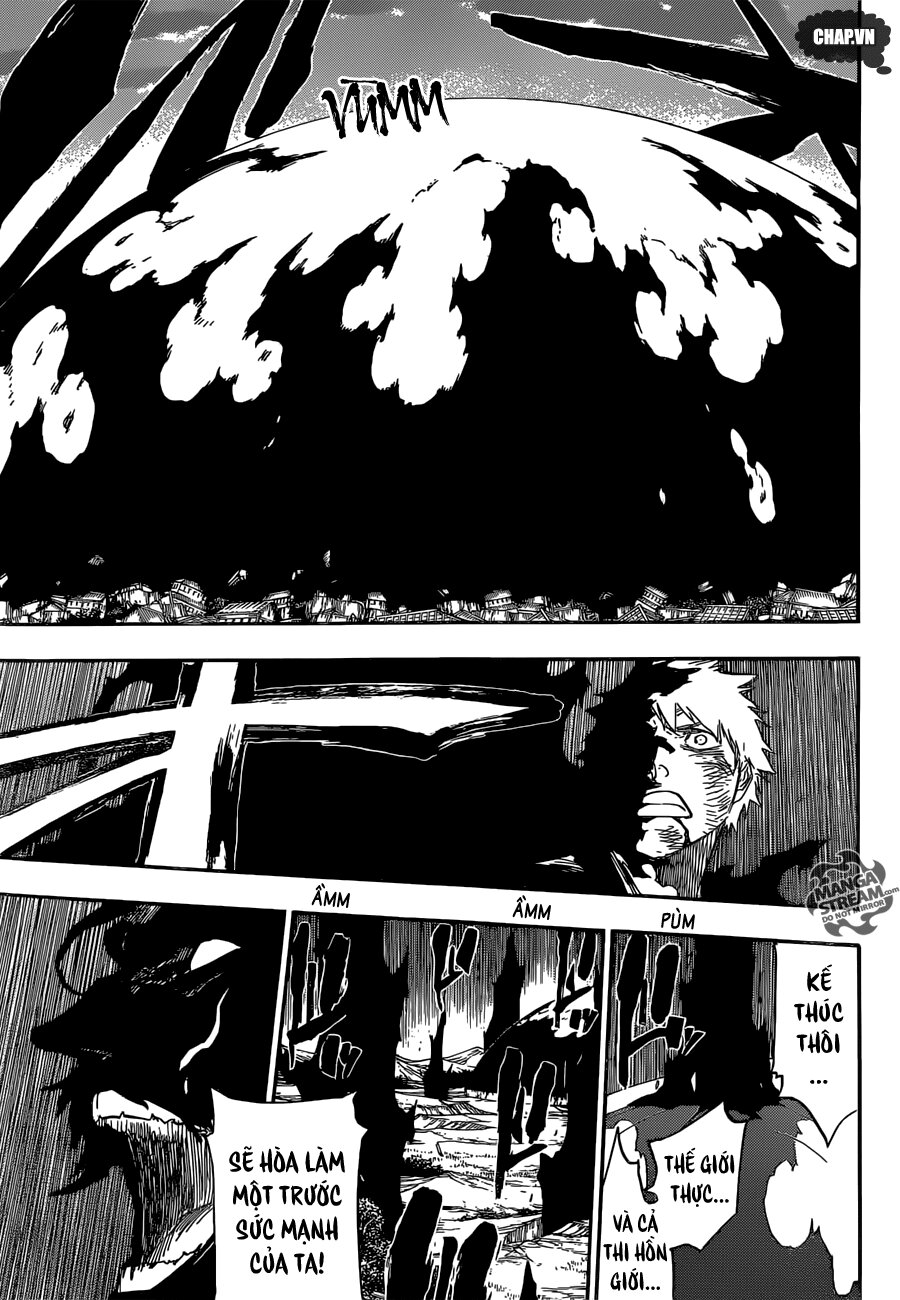 CHAP.VN
VÙMM
MANGA
STREAM.com
DO NOT MIRROR
ẦMM
ẦMM
PÙM
KẾ
THÚC
THÔI
...
THẾ GIỚI
THỰC...
VÀ CẢ
THI HỒN
GIỚI...
SẼ HÒA LÀM
MỘT TRƯỚC
SỨC MẠNH
CỦA TA!